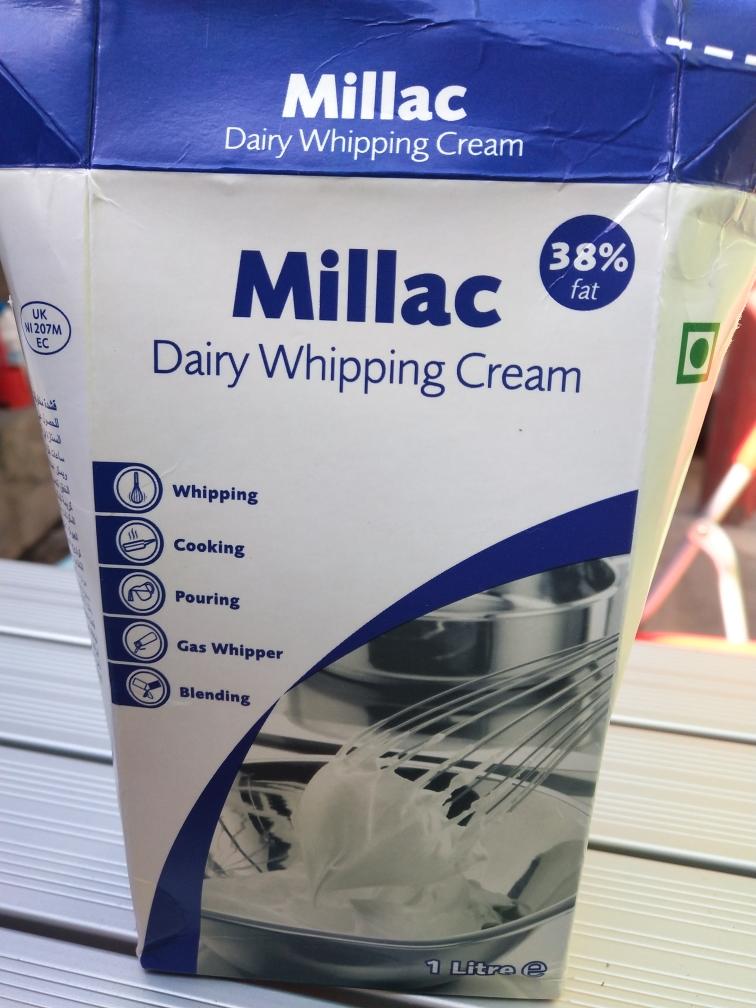 Millac
Dairy Whipping Cream
Millac
38%
fat
Dairy Whipping Cream
UK
NI 207M
EC
Whipping
Cooking
Pouring
Gas Whipper
Blending
1 Litre ℮